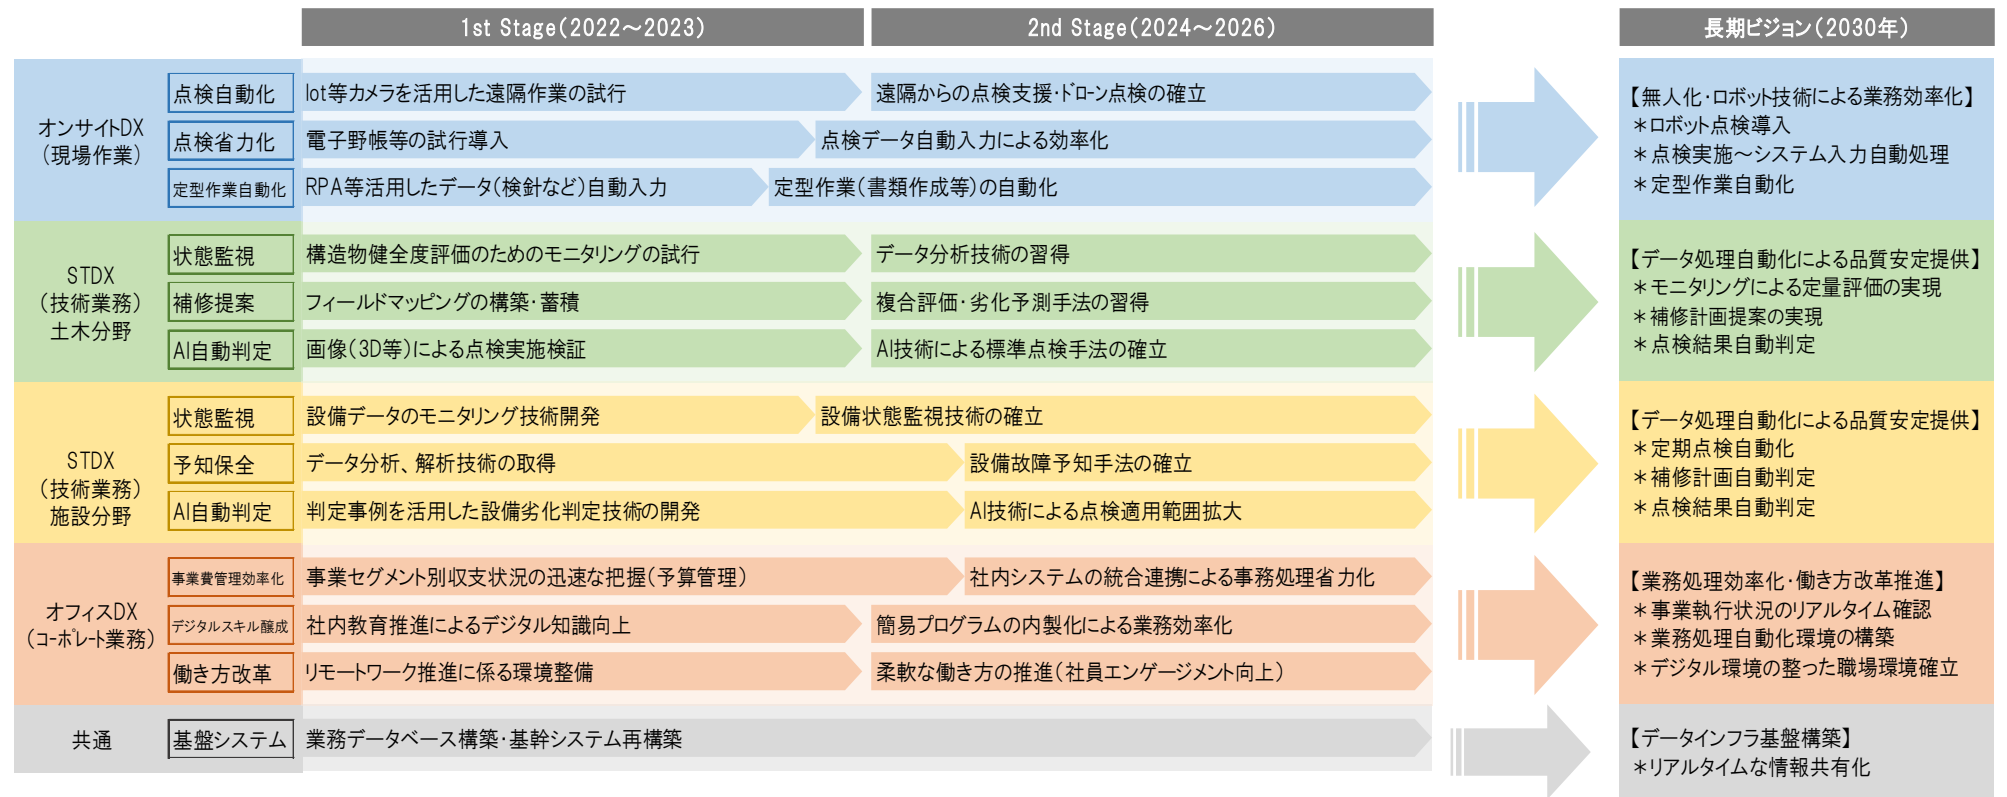 1st Stage（2022～2023）
2nd Stage（2024～2026）
長期ビジョン（2030年）
オンサイトDX
（現場作業）
点検自動化
Iot等カメラを活用した遠隔作業の試行
遠隔からの点検支援・ドローン点検の確立
点検省力化
電子野帳等の試行導入
点検データ自動入力による効率化
定型作業自動化
RPA等活用したデータ（検針など）自動入力
定型作業（書類作成等）の自動化
【無人化・ロボット技術による業務効率化】
＊ロボット点検導入
＊点検実施～システム入力自動処理
＊定型作業自動化
STDX
（技術業務）
土木分野
状態監視
構造物健全度評価のためのモニタリングの試行
データ分析技術の習得
補修提案
フィールドマッピングの構築・蓄積
複合評価・劣化予測手法の習得
AI自動判定
画像（3D等）による点検実施検証
AI技術による標準点検手法の確立
【データ処理自動化による品質安定提供】
＊モニタリングによる定量評価の実現
＊補修計画提案の実現
＊点検結果自動判定
STDX
（技術業務）
施設分野
状態監視
設備データのモニタリング技術開発
設備状態監視技術の確立
予知保全
データ分析、解析技術の取得
設備故障予知手法の確立
AI自動判定
判定事例を活用した設備劣化判定技術の開発
AI技術による点検適用範囲拡大
【データ処理自動化による品質安定提供】
＊定期点検自動化
＊補修計画自動判定
＊点検結果自動判定
オフィスDX
（コーポレート業務）
事業費管理効率化
事業セグメント別収支状況の迅速な把握（予算管理）
社内システムの統合連携による事務処理省力化
デジタルスキル醸成
社内教育推進によるデジタル知識向上
簡易プログラムの内製化による業務効率化
働き方改革
リモートワーク推進に係る環境整備
柔軟な働き方の推進（社員エンゲージメント向上）
【業務処理効率化・働き方改革推進】
＊事業執行状況のリアルタイム確認
＊業務処理自動化環境の構築
＊デジタル環境の整った職場環境確立
共通
基盤システム
業務データベース構築・基幹システム再構築
【データインフラ基盤構築】
＊リアルタイムな情報共有化